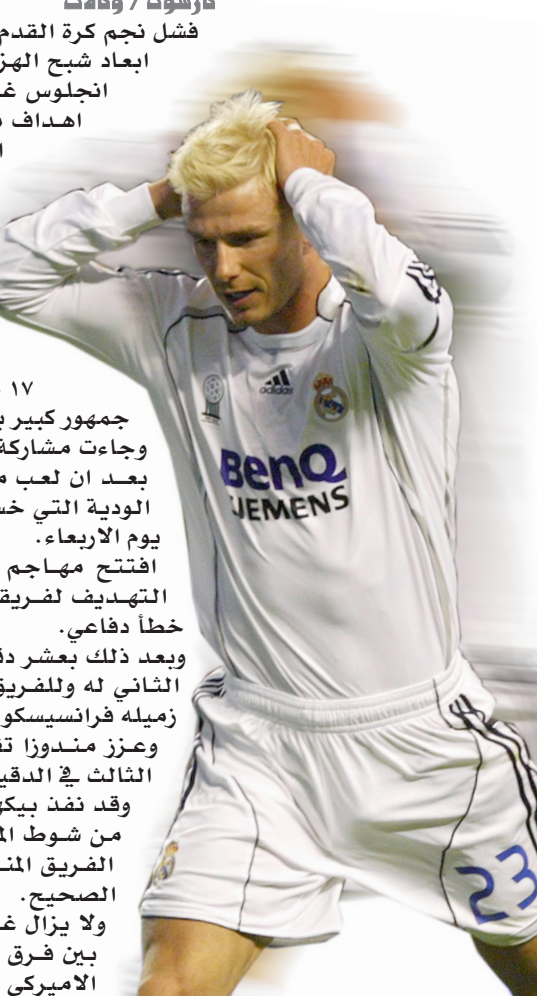 فشل نجم كرة القدم
ابعاد شبح الهز
انجلوس غ
اهداف
١٧
جمهور كبير ب
وجاءت مشاركة
بعد ان لعب م
الودية التي خس
يوم الاربعاء.
افتتح مهاجم
التهديف لفريق
خطأ دفاعي.
وبعد ذلك بعشر دق
الثاني له وللفريق
زميله فرانسيسكو
وعزز مندوزا تق
الثالث في الدقي
وقد نفذ بيكه
من شوط الم
الفريق المن
الصحيح.
ولا يزال غ
بين فرق
الاميركي
adidas
BenQ
SIEMENS
23